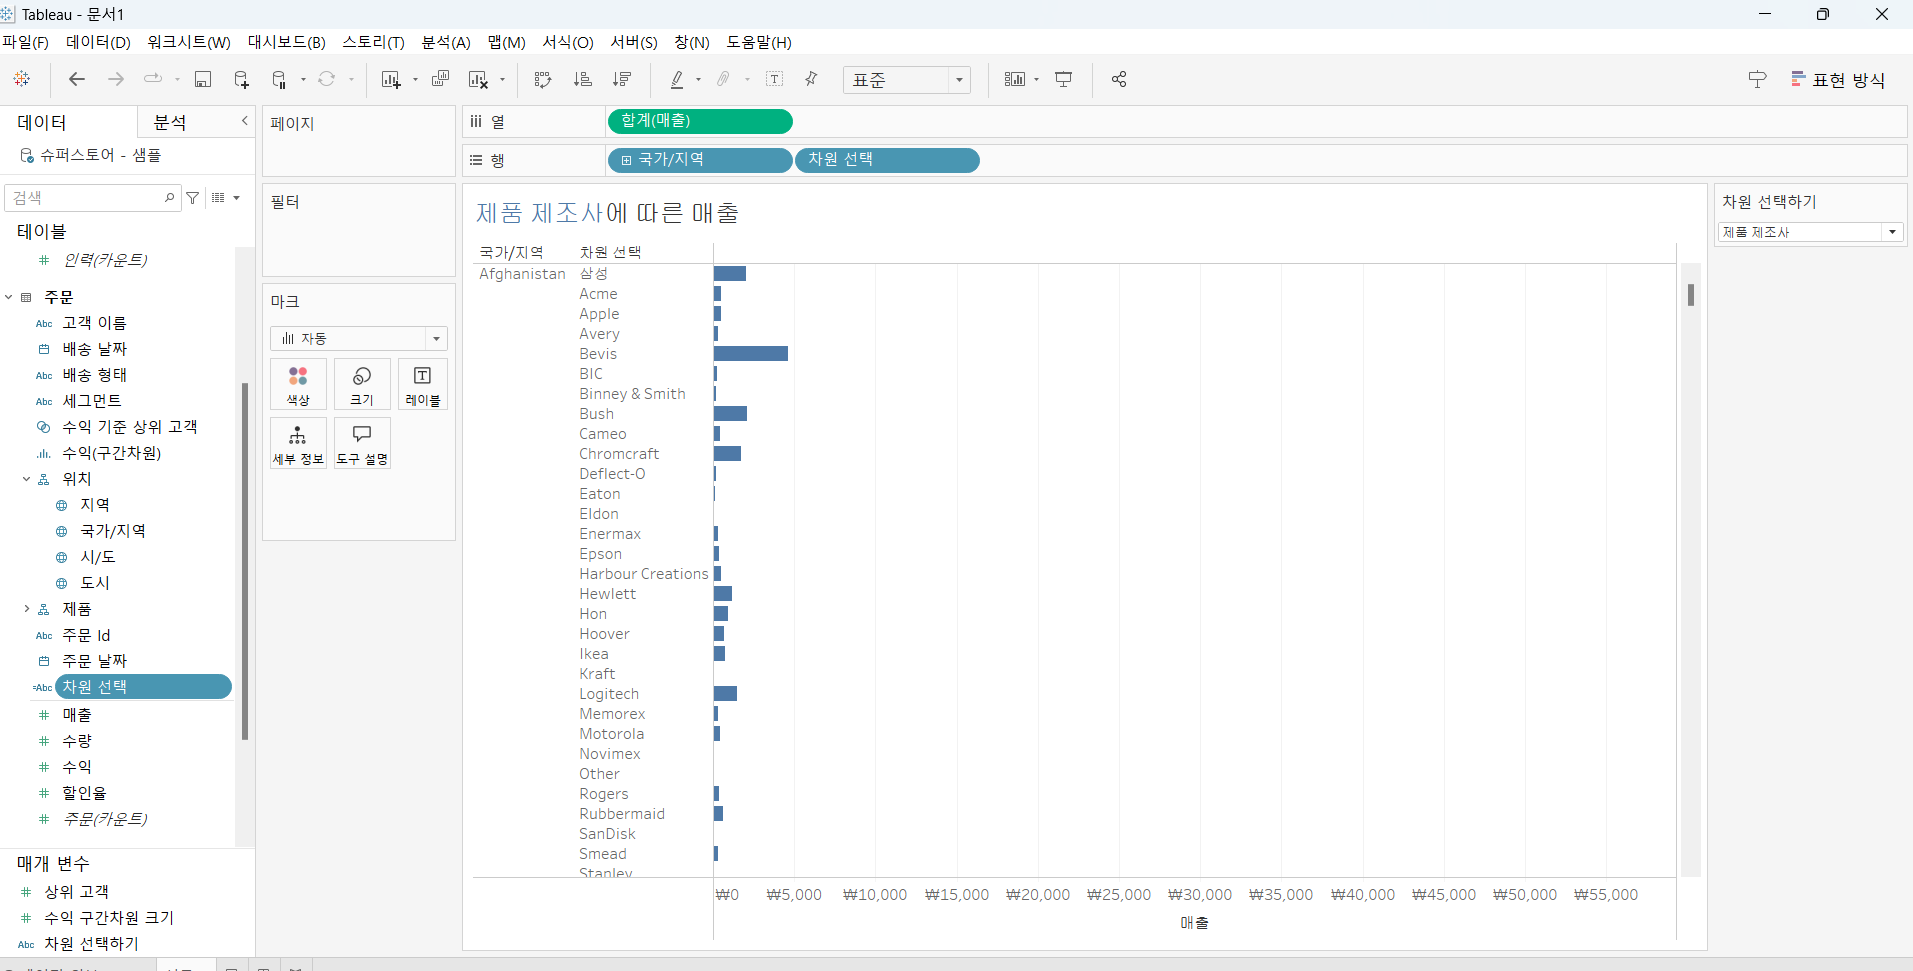 Tableau - 문서1
파일(F) 데이터(D) 워크시트(W) 대시보드(B) 스토리(T) 분석(A) 맵(M) 서식(O) 서버(S) 창(N) 도움말(H)
표준
표현 방식
데이터 분석
슈퍼스토어 - 샘플
검색
테이블
인력(카운트)
주문
Abc 고객 이름
배송 날짜
Abc 배송 형태
Abc 세그먼트
수익 기준 상위 고객
수익(구간차원)
위치
지역
국가/지역
시/도
도시
제품
Abc 주문 Id
주문 날짜
=Abc 차원 선택
매출
수량
수익
할인율
주문(카운트)
매개 변수
상위 고객
수익 구간차원 크기
Abc 차원 선택하기
페이지
필터
마크
자동
색상 크기 레이블
세부 정보 도구 설명
열 합계(매출)
행 국가/지역 차원 선택
제품 제조사에 따른 매출
국가/지역 차원 선택
Afghanistan 삼성
Acme
Apple
Avery
Bevis
BIC
Binney & Smith
Bush
Cameo
Chromcraft
Deflect-O
Eaton
Eldon
Enermax
Epson
Harbour Creations
Hewlett
Hon
Hoover
Ikea
Kraft
Logitech
Memorex
Motorola
Novimex
Other
Rogers
Rubbermaid
SanDisk
Smead
Stanley
₩0 ₩5,000 ₩10,000 ₩15,000 ₩20,000 ₩25,000 ₩30,000 ₩35,000 ₩40,000 ₩45,000 ₩50,000 ₩55,000
매출
차원 선택하기
제품 제조사